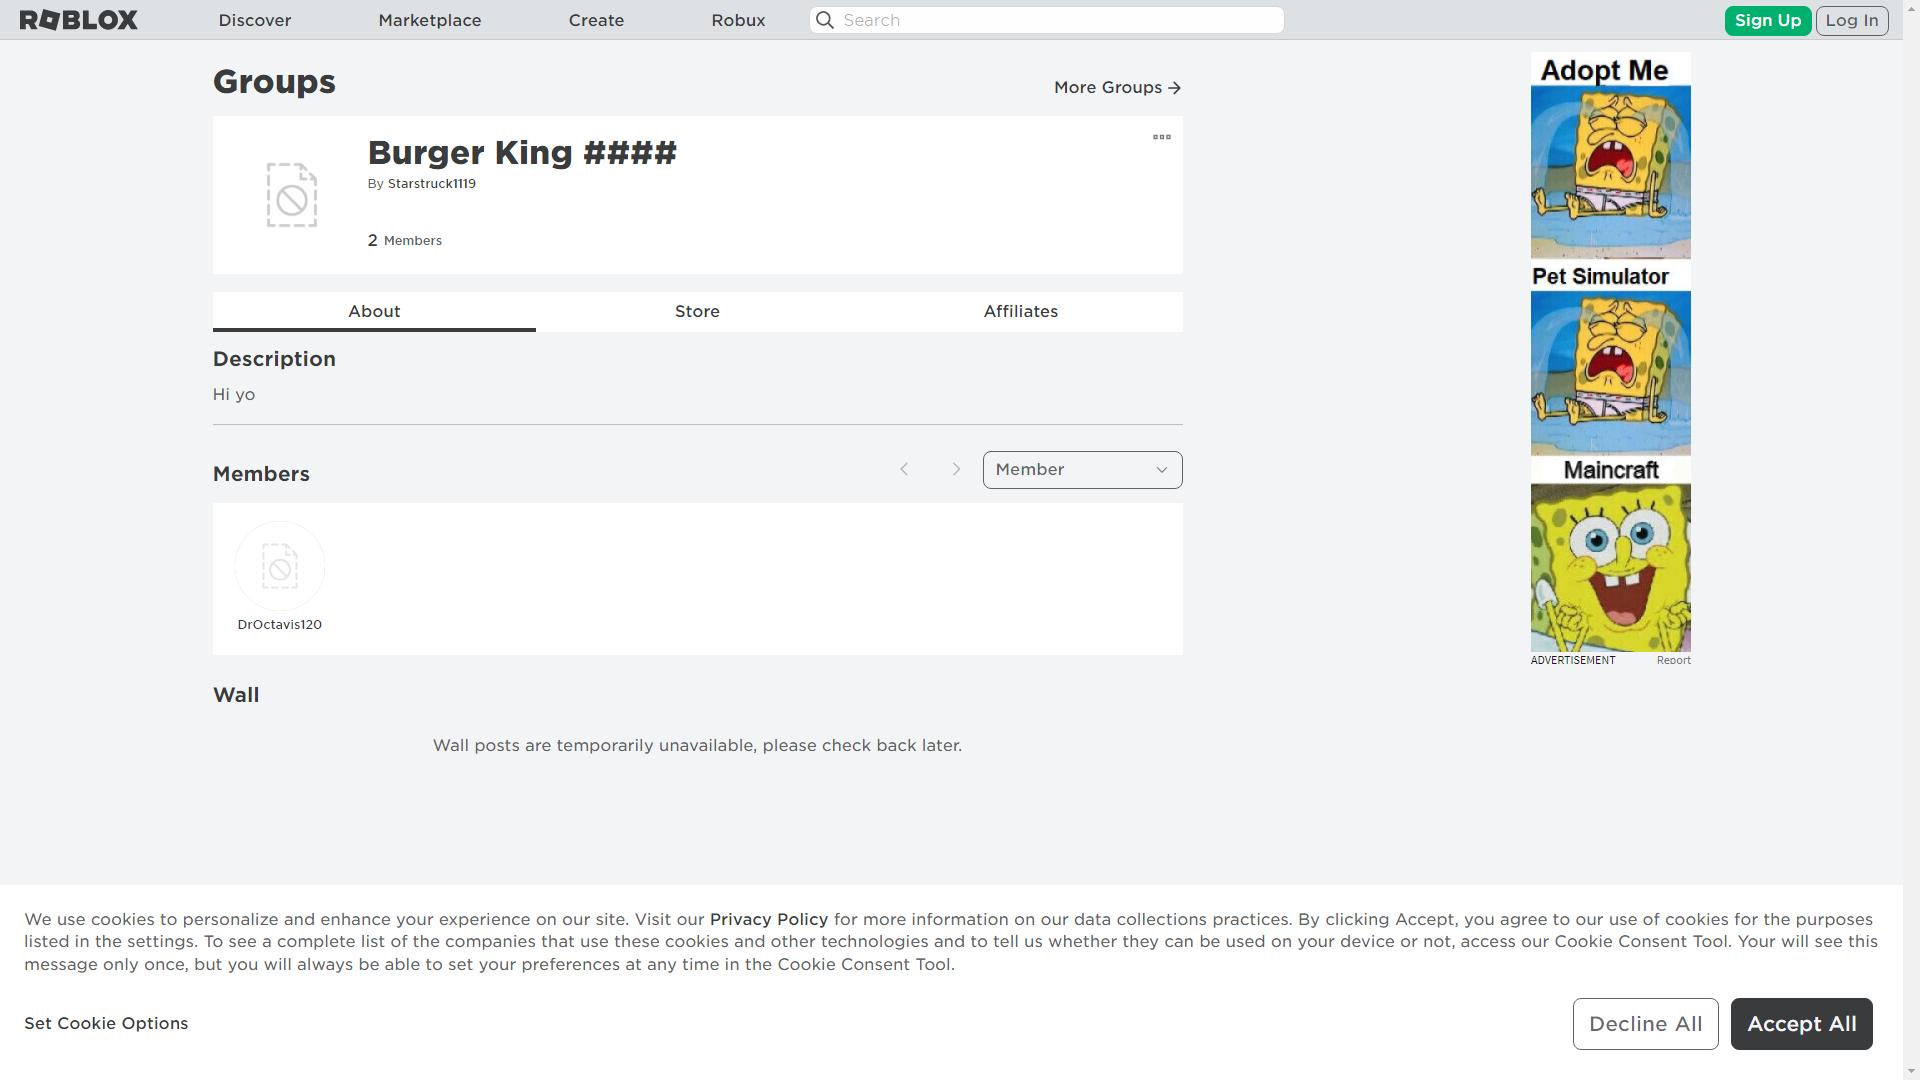 ROBLOX
Discover
Marketplace
Create
Robux
Search
Sign Up
Log In
Groups
More Groups
Burger King ####
By Starstruck1119
2 Members
About
Store
Affiliates
Description
Hi yo
Members
Member
DrOctavis120
Wall
Wall posts are temporarily unavailable, please check back later.
Adopt Me
Pet Simulator
Maincraft
ADVERTISEMENT
Report
We use cookies to personalize and enhance your experience on our site. Visit our Privacy Policy for more information on our data collections practices. By clicking Accept, you agree to our use of cookies for the purposes
listed in the settings. To see a complete list of the companies that use these cookies and other technologies and to tell us whether they can be used on your device or not, access our Cookie Consent Tool. Your will see this
message only once, but you will always be able to set your preferences at any time in the Cookie Consent Tool.
Set Cookie Options
Decline All
Accept All